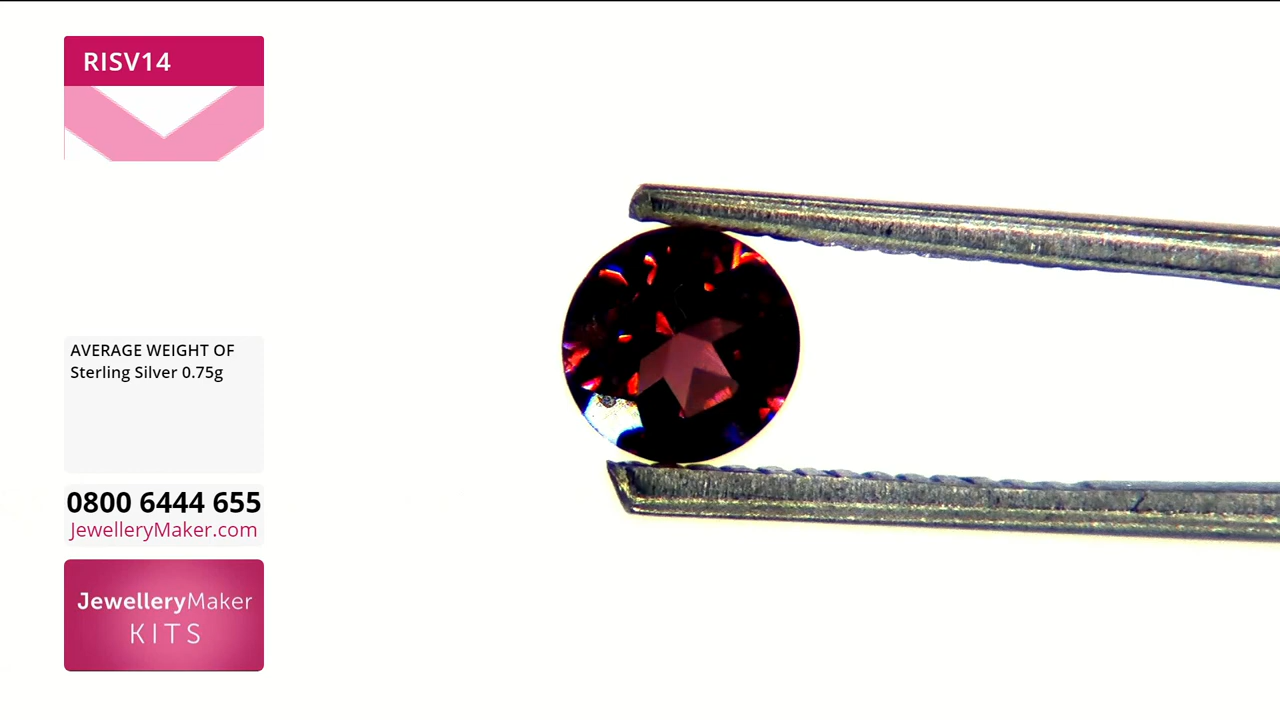 RISV14
AVERAGE WEIGHT OF
Sterling Silver 0.75g
0800 6444 655
JewelleryMaker.com
JewelleryMaker
KITS